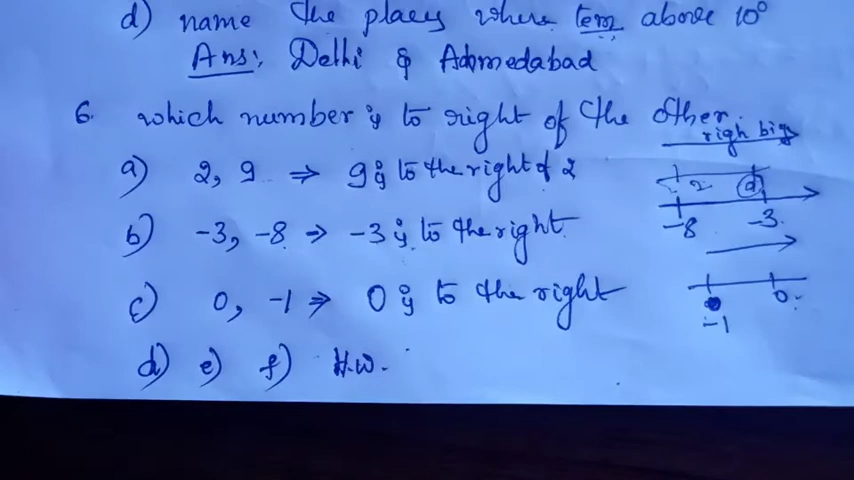 d) name the places where tem above 10°
Ans: Delhi & Ahmedabad
6. which number is to right of the other.
righ big
a) 2, 9 ⇒ 9 is to the right of 2
2
b) -3, -8 → -3 is to the right
-8 -3.
c) 0, -1 ⇒ 0 is to the right
0.
-1
d) e) f) H.W.